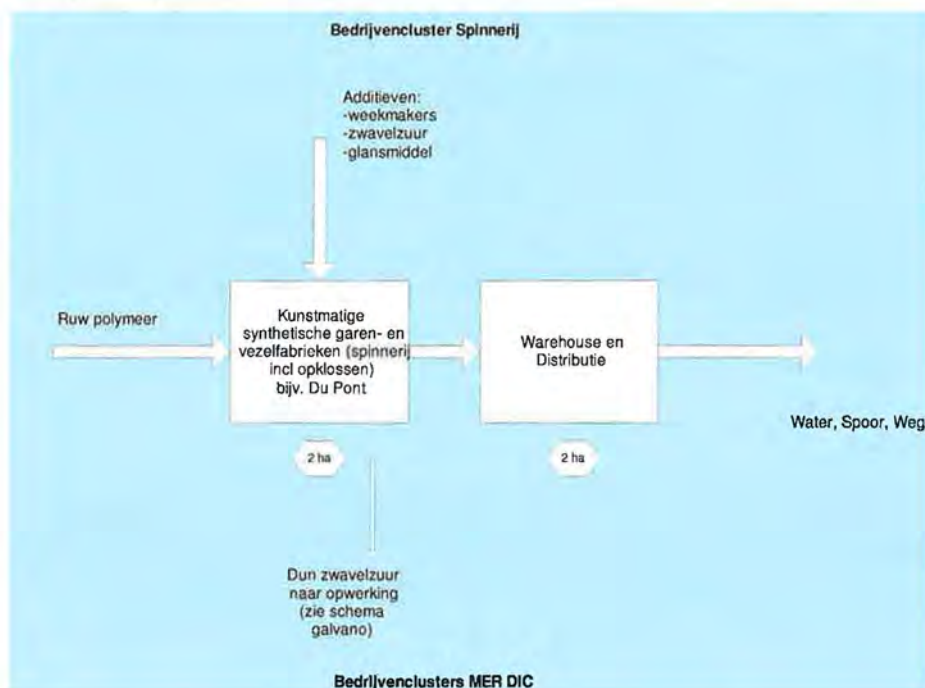 Bedrijvencluster Spinnerij
Additieven:
-weekmakers
-zwavelzuur
-glansmiddel
Ruw polymeer
Kunstmatige
synthetische garen- en
vezelfabrieken (spinnerij
incl opklossen)
bijv. Du Pont
Warehouse en
Distributie
Water, Spoor, Weg
2 ha
2 ha
Dun zwavelzuur
naar opwerking
(zie schema
galvano)
Bedrijvenclusters MER DIC